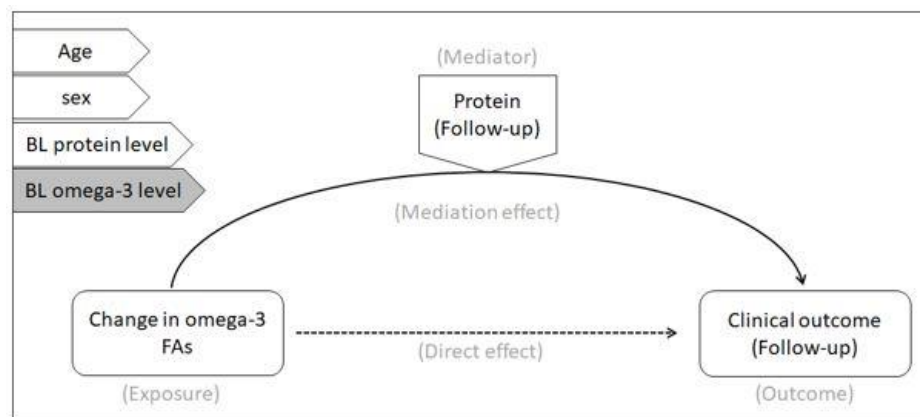 Age
sex
BL protein level
BL omega-3 level
(Mediator)
Protein
(Follow-up)
(Mediation effect)
Change in omega-3
FAs
(Exposure)
(Direct effect)
Clinical outcome
(Follow-up)
(Outcome)